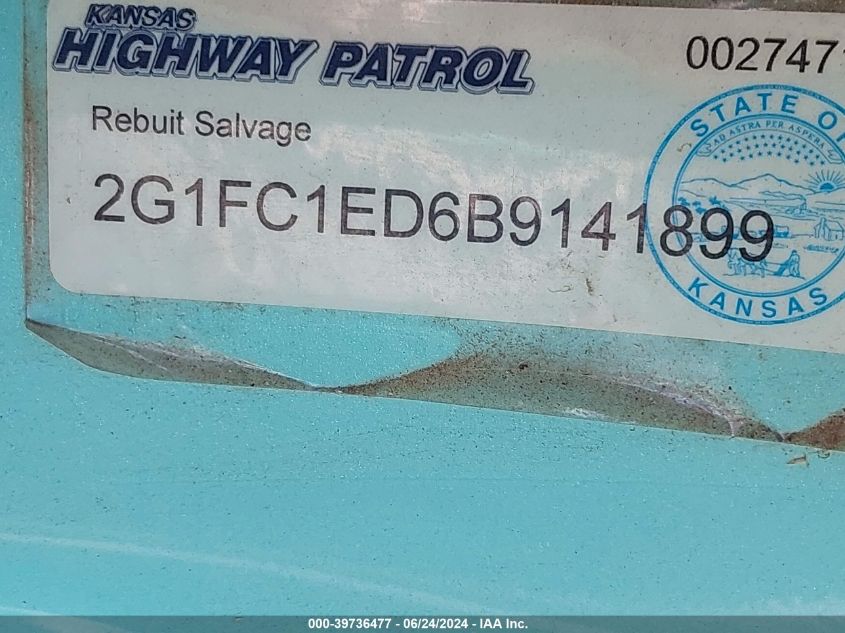 KANSAS
HIGHWAY PATROL
002747
Rebuit Salvage
STATE OF
AD ASTRA PER ASPERA
2G1FC1ED6B9141899
KANSAS
000-39736477 - 06/24/2024 - IAA Inc.